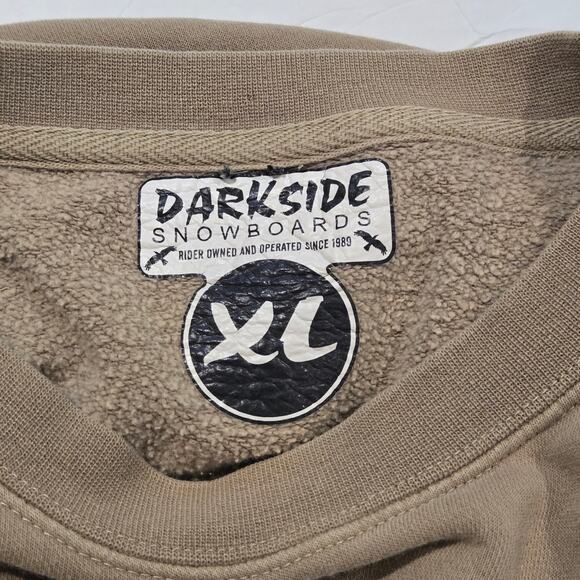 DARKSIDE
SNOWBOARDS
RIDER OWNED AND OPERATED SINCE 1989
XL